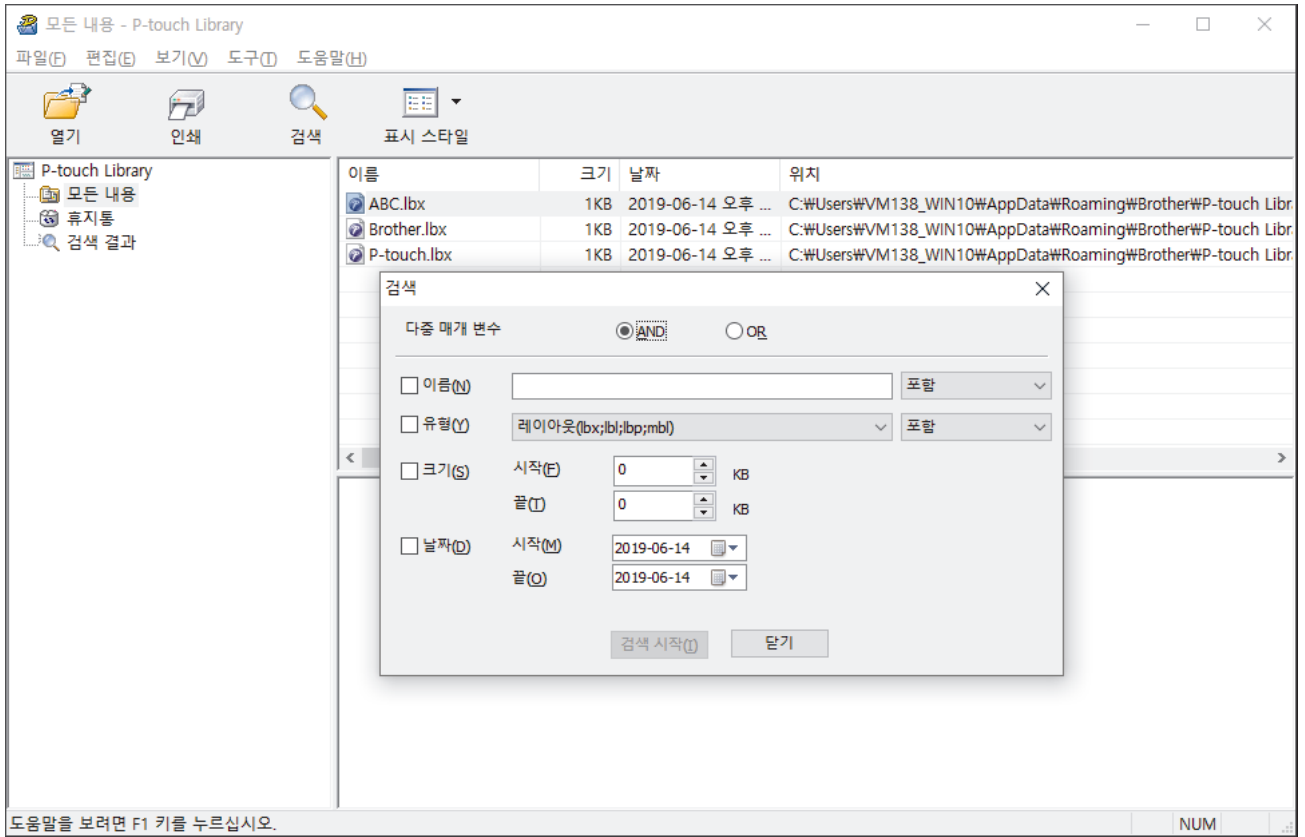 모든 내용 - P-touch Library
파일(F) 편집(E) 보기(V) 도구(T) 도움말(H)
열기 인쇄 검색 표시 스타일
P-touch Library
모든 내용
휴지통
검색 결과
이름 크기 날짜 위치
ABC.lbx 1KB 2019-06-14 오후 ... C:₩Users₩VM138_WIN10₩AppData₩Roaming₩Brother₩P-touch Libr
Brother.lbx 1KB 2019-06-14 오후 ... C:₩Users₩VM138_WIN10₩AppData₩Roaming₩Brother₩P-touch Libr
P-touch.lbx 1KB 2019-06-14 오후 ... C:₩Users₩VM138_WIN10₩AppData₩Roaming₩Brother₩P-touch Libr
검색
다중 매개 변수 AND OR
이름(N) 포함
유형(Y) 레이아웃(lbx;lbl;lbp;mbl) 포함
크기(S) 시작(F) 0 KB
끝(T) 0 KB
날짜(D) 시작(M) 2019-06-14
끝(O) 2019-06-14
검색 시작(I) 닫기
도움말을 보려면 F1 키를 누르십시오. NUM